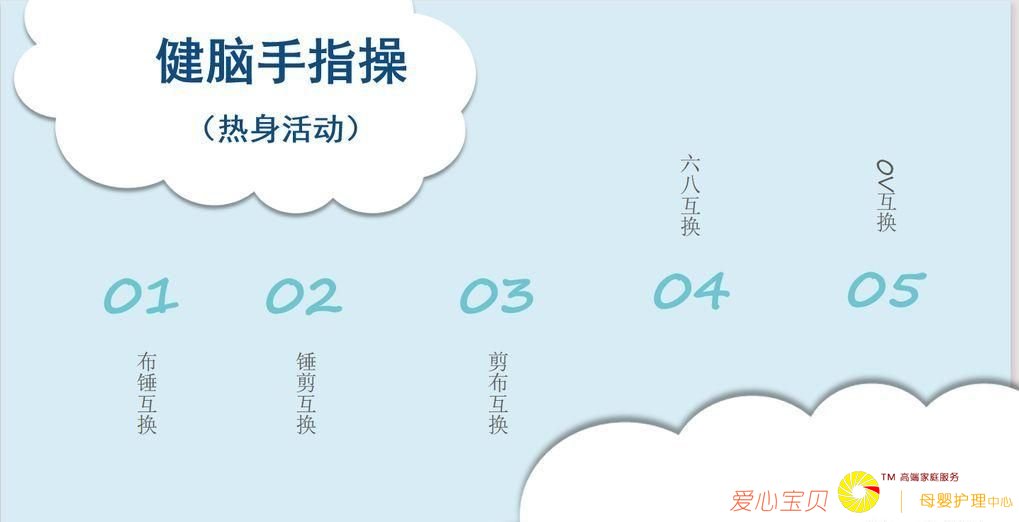 健脑手指操
（热身活动）
01
布锤互换
02
锤剪互换
03
剪布互换
04
六八互换
05
OV互换
爱心宝贝
TM 高端家庭服务
母婴护理中心